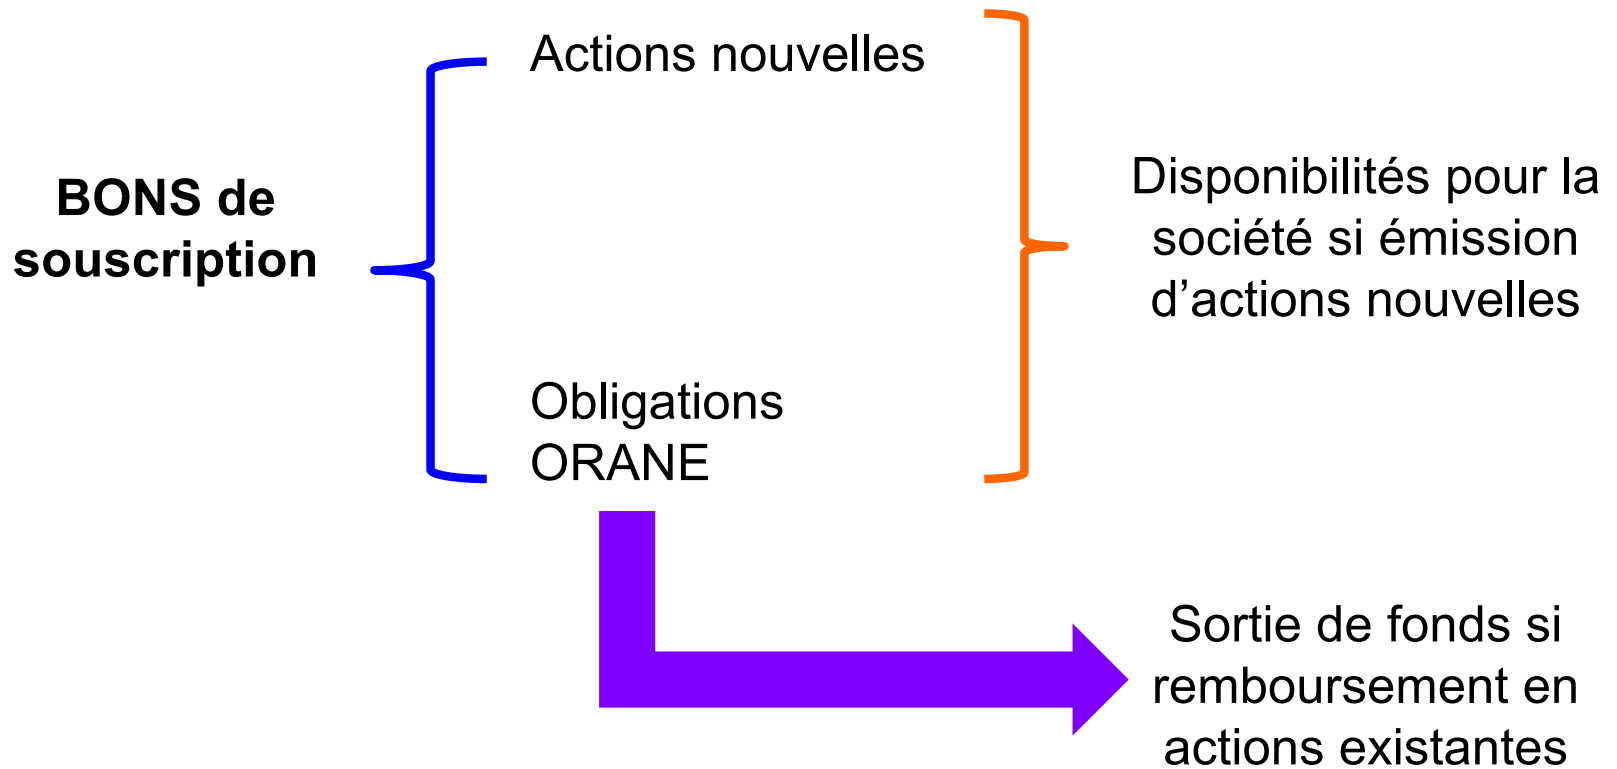 BONS de
souscription
Actions nouvelles
Obligations
ORANE
Disponibilités pour la
société si émission
d’actions nouvelles
Sortie de fonds si
remboursement en
actions existantes